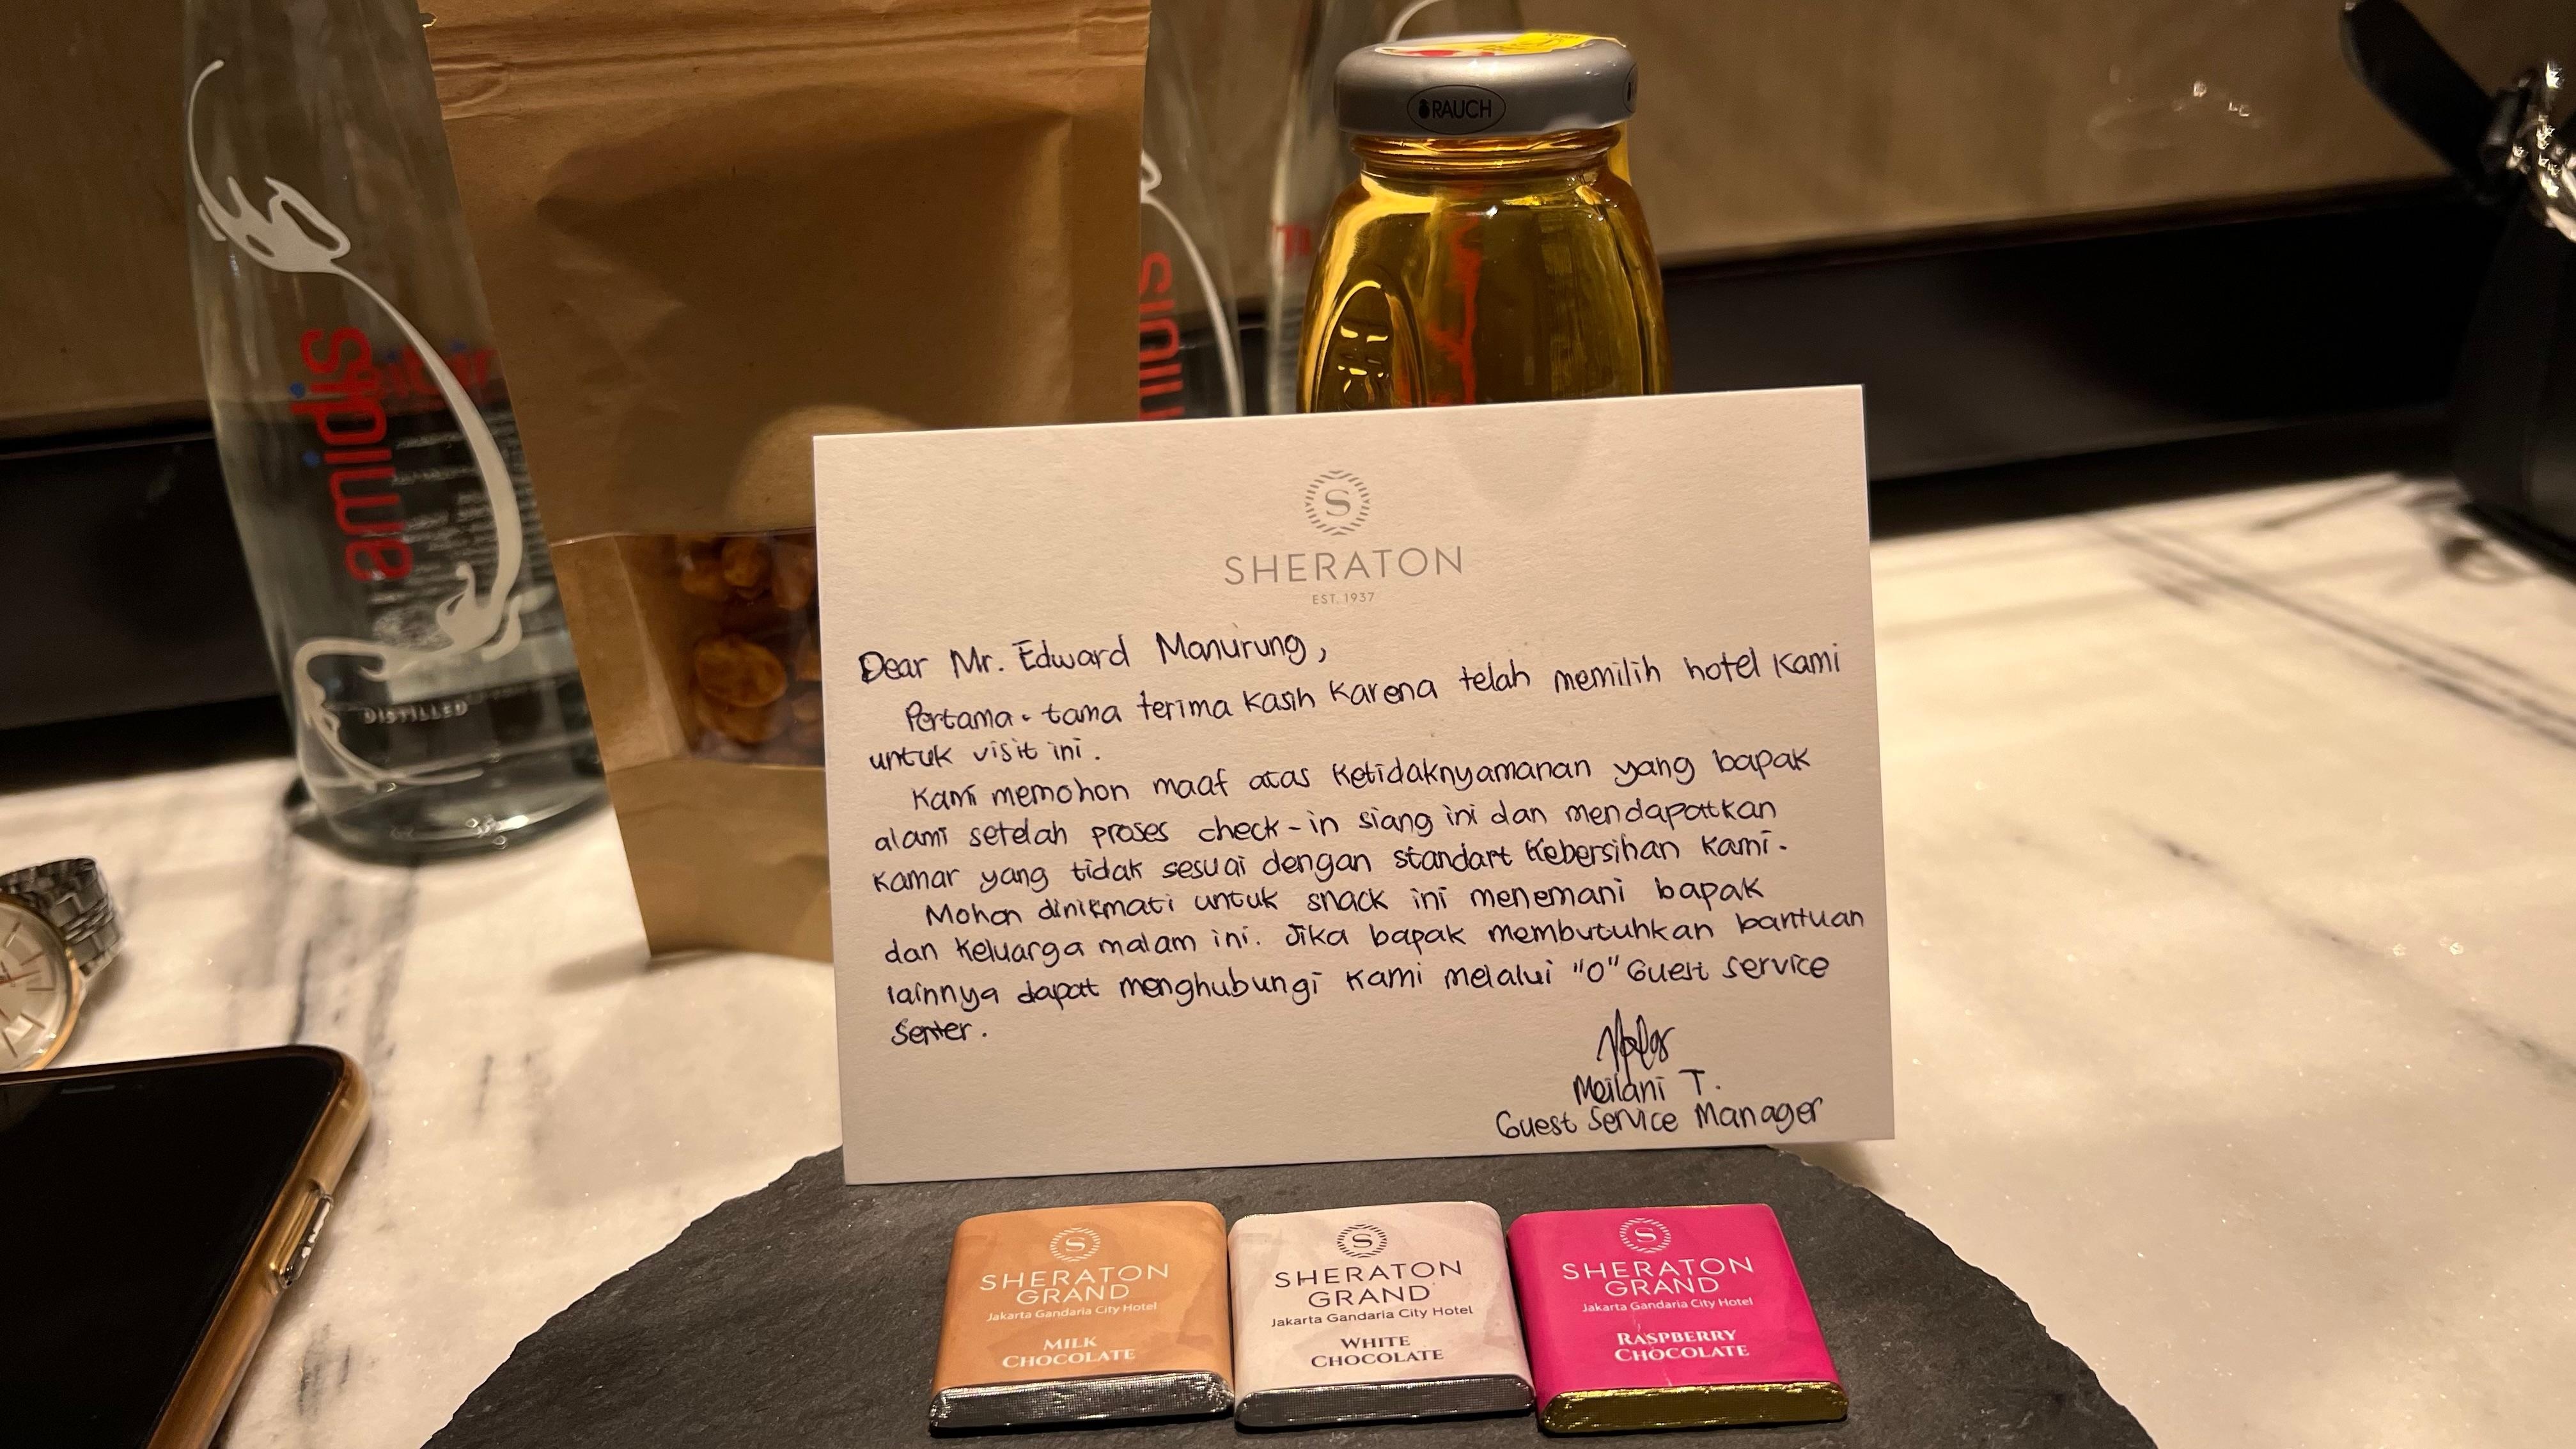 amidis
DISTILLED
RAUCH
SHERATON
EST. 1937
Dear Mr. Edward Manurung,
Pertama-tama terima kasih karena telah memilih hotel kami
untuk visit ini.
Kami memohon maaf atas ketidaknyamanan yang bapak
alami setelah proses check-in siang ini dan mendapatkan
kamar yang tidak sesuai dengan standart kebersihan kami.
Mohon dinikmati untuk snack ini menemani bapak
dan keluarga malam ini. Jika bapak membutuhkan bantuan
lainnya dapat menghubungi kami melalui "0" Guest service
Senter.
Meilani T.
Guest Service Manager
S
SHERATON
GRAND
Jakarta Gandaria City Hotel
MILK
CHOCOLATE
S
SHERATON
GRAND
Jakarta Gandaria City Hotel
WHITE
CHOCOLATE
S
SHERATON
GRAND
Jakarta Gandaria City Hotel
RASPBERRY
CHOCOLATE